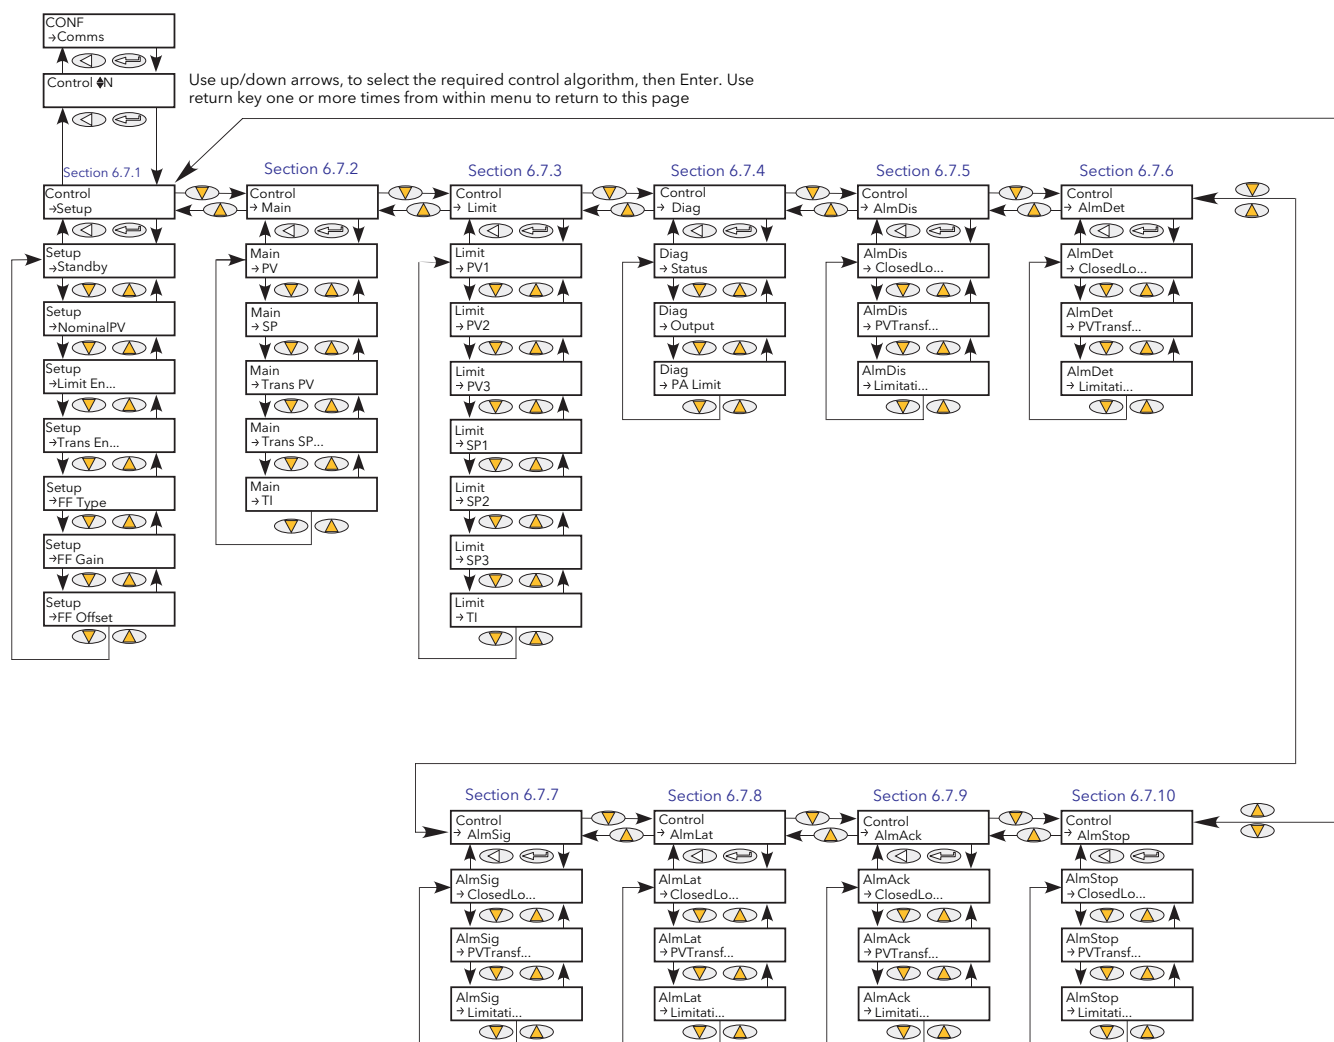 CONF
→Comms
Control ♦N
Use up/down arrows, to select the required control algorithm, then Enter. Use
return key one or more times from within menu to return to this page
Section 6.7.1
Control
→Setup
Setup
→Standby
Setup
→NominalPV
Setup
→Limit En...
Setup
→Trans En...
Setup
→FF Type
Setup
→FF Gain
Setup
→FF Offset
Section 6.7.2
Control
→ Main
Main
→ PV
Main
→ SP
Main
→ Trans PV
Main
→ Trans SP...
Main
→ TI
Section 6.7.3
Control
→ Limit
Limit
→ PV1
Limit
→ PV2
Limit
→ PV3
Limit
→ SP1
Limit
→ SP2
Limit
→ SP3
Limit
→ TI
Section 6.7.4
Control
→ Diag
Diag
→ Status
Diag
→ Output
Diag
→ PA Limit
Section 6.7.5
Control
→ AlmDis
AlmDis
→ ClosedLo...
AlmDis
→ PVTransf...
AlmDis
→ Limitati...
Section 6.7.6
Control
→ AlmDet
AlmDet
→ ClosedLo...
AlmDet
→ PVTransf...
AlmDet
→ Limitati...
Section 6.7.7
Control
→ AlmSig
AlmSig
→ ClosedLo...
AlmSig
→ PVTransf...
AlmSig
→ Limitati...
Section 6.7.8
Control
→ AlmLat
AlmLat
→ ClosedLo...
AlmLat
→ PVTransf...
AlmLat
→ Limitati...
Section 6.7.9
Control
→ AlmAck
AlmAck
→ ClosedLo...
AlmAck
→ PVTransf...
AlmAck
→ Limitati...
Section 6.7.10
Control
→ AlmStop
AlmStop
→ ClosedLo...
AlmStop
→ PVTransf...
AlmStop
→ Limitati...